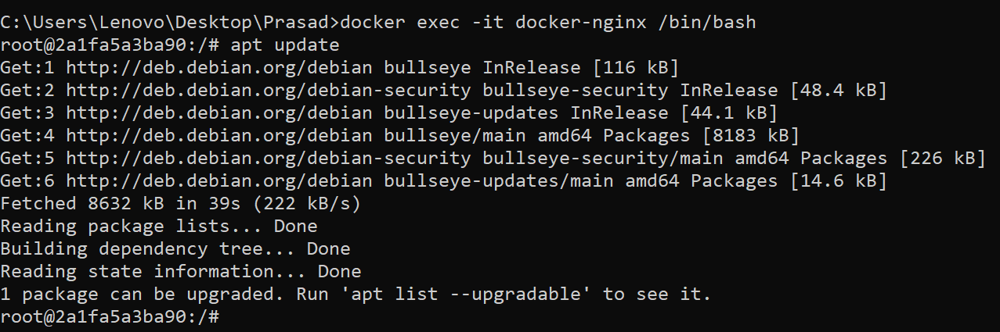 C:\Users\Lenovo\Desktop\Prasad>docker exec -it docker-nginx /bin/bash
root@2a1fa5a3ba90:/# apt update
Get:1 http://deb.debian.org/debian bullseye InRelease [116 kB]
Get:2 http://deb.debian.org/debian-security bullseye-security InRelease [48.4 kB]
Get:3 http://deb.debian.org/debian bullseye-updates InRelease [44.1 kB]
Get:4 http://deb.debian.org/debian bullseye/main amd64 Packages [8183 kB]
Get:5 http://deb.debian.org/debian-security bullseye-security/main amd64 Packages [226 kB]
Get:6 http://deb.debian.org/debian bullseye-updates/main amd64 Packages [14.6 kB]
Fetched 8632 kB in 39s (222 kB/s)
Reading package lists... Done
Building dependency tree... Done
Reading state information... Done
1 package can be upgraded. Run 'apt list --upgradable' to see it.
root@2a1fa5a3ba90:/#